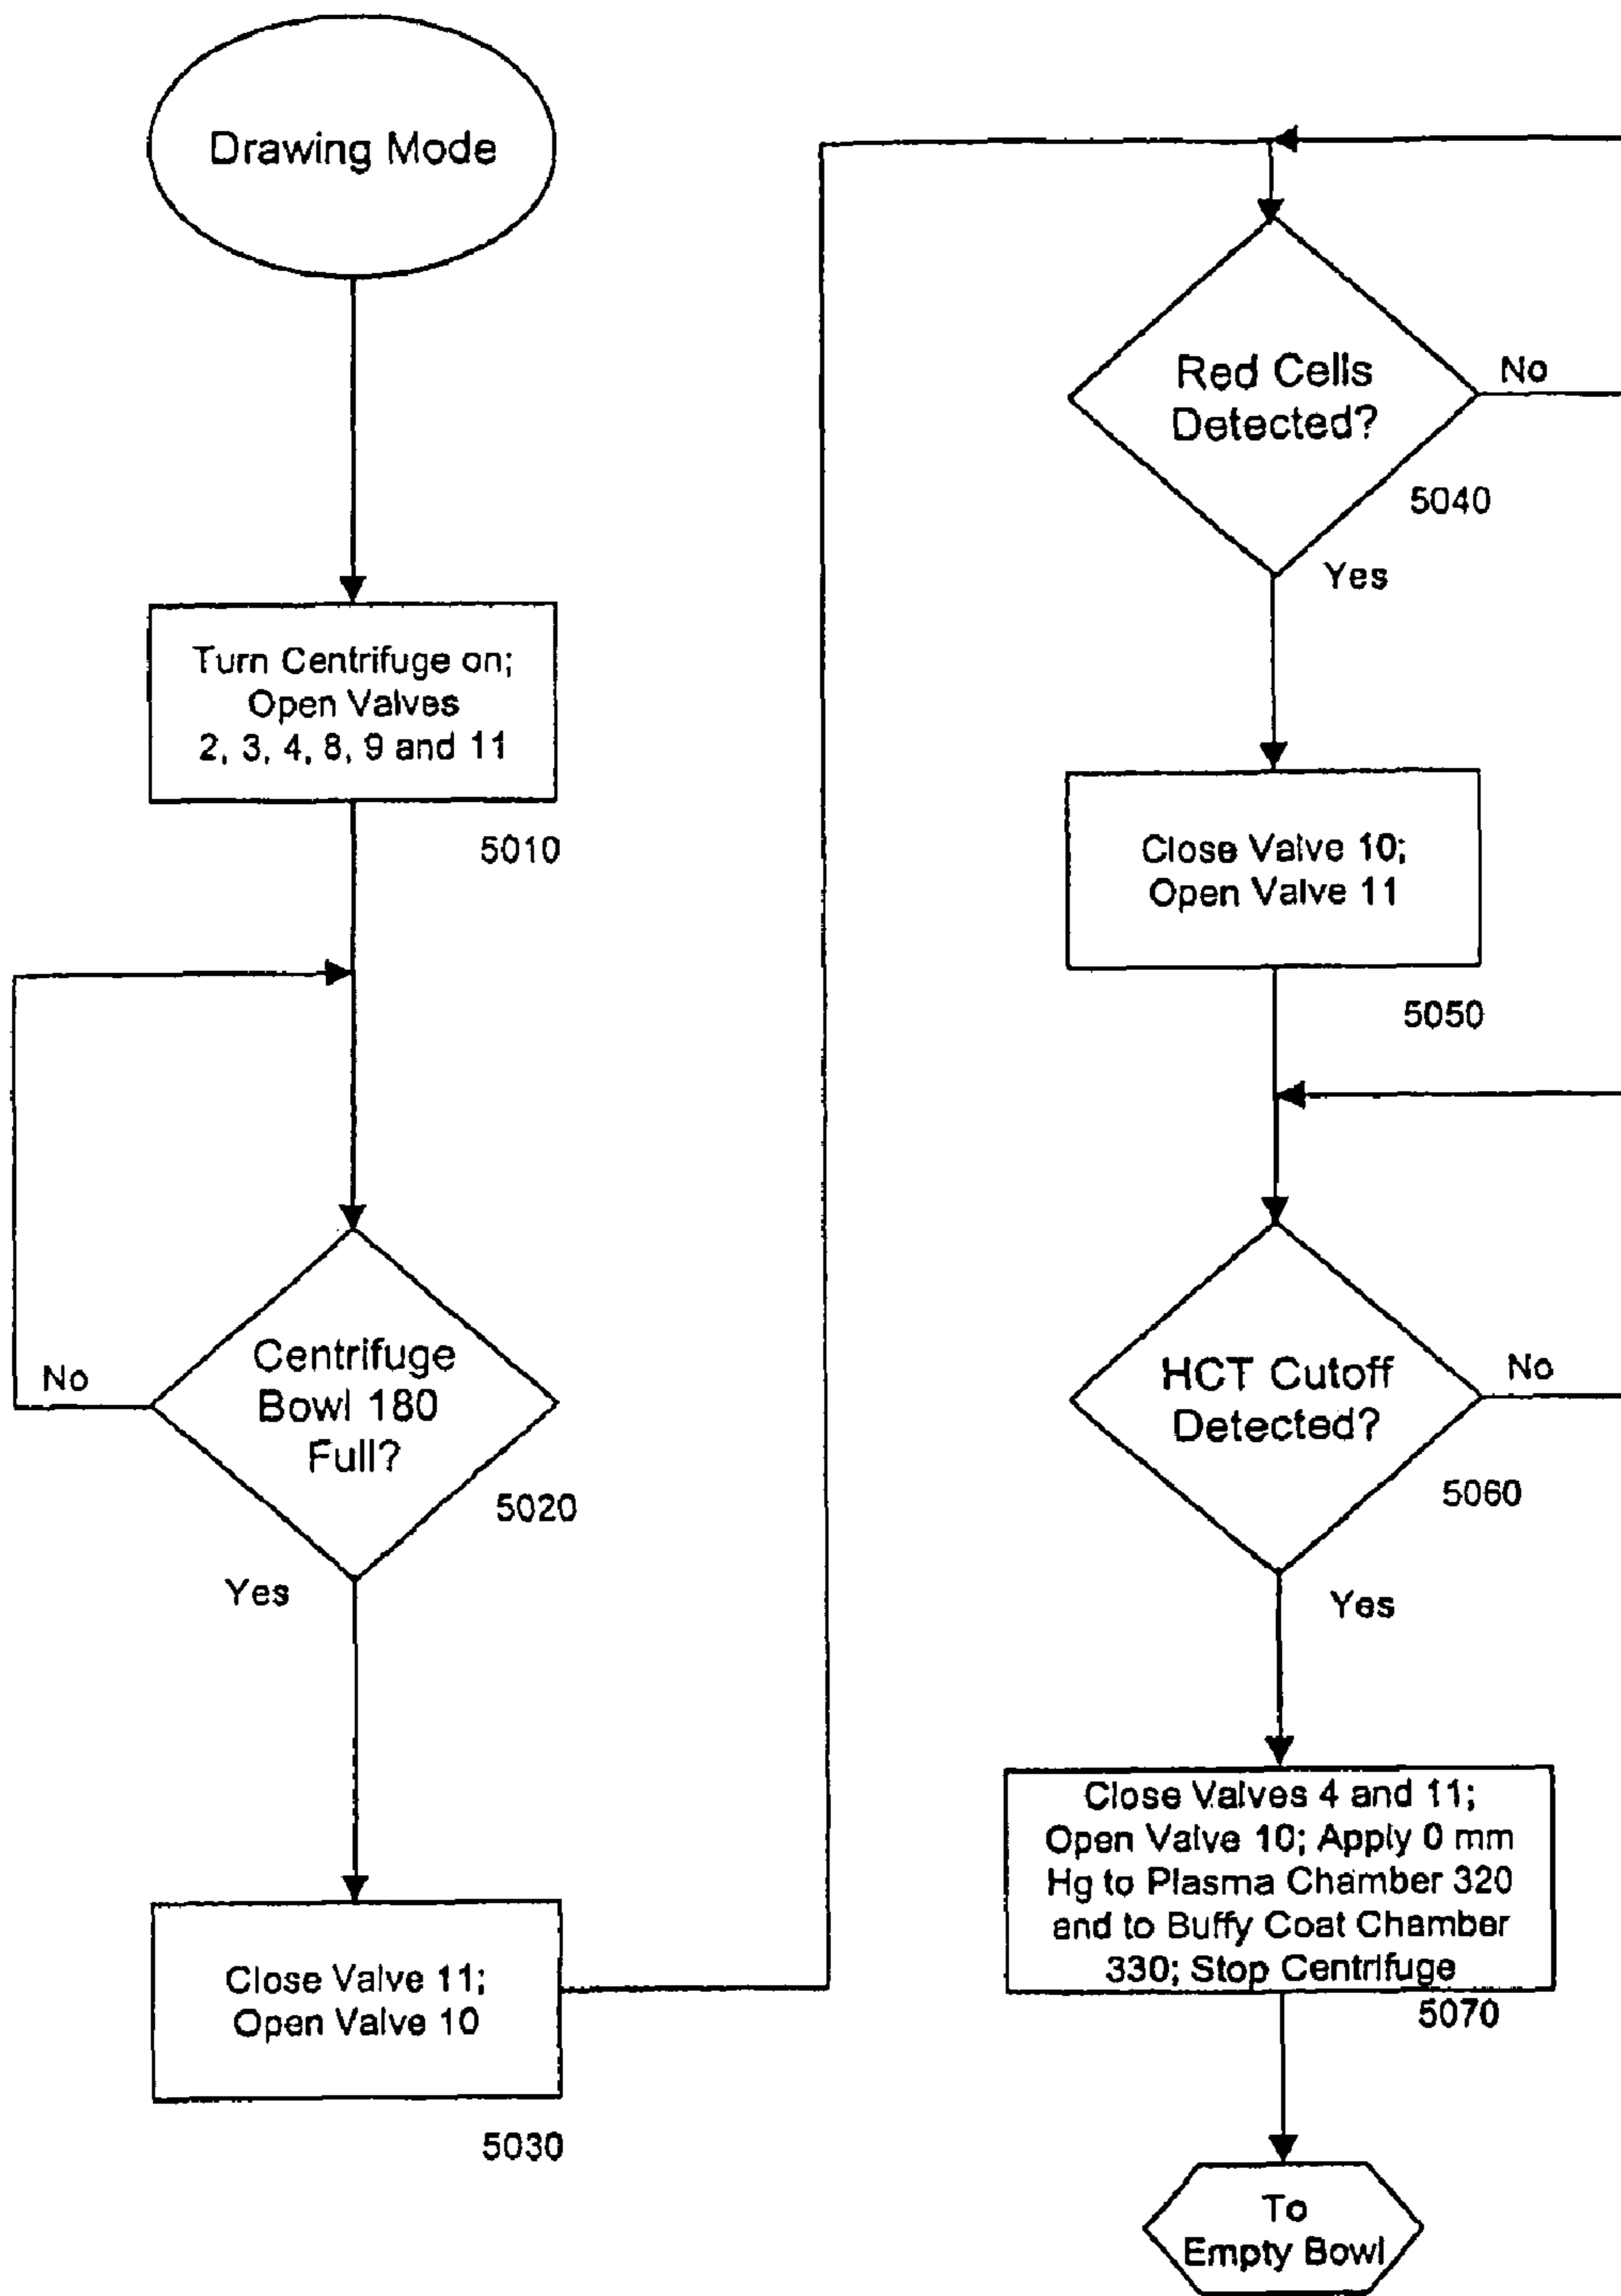 Drawing Mode
Turn Centrifuge on;
Open Valves
2, 3, 4, 8, 9 and 11
5010
Centrifuge
Bowl 180
Full?
No
5020
Yes
Close Valve 11;
Open Valve 10
5030
Red Cells
Detected?
No
5040
Yes
Close Valve 10;
Open Valve 11
5050
HCT Cutoff
Detected?
No
5060
Yes
Close Valves 4 and 11;
Open Valve 10; Apply 0 mm
Hg to Plasma Chamber 320
and to Buffy Coat Chamber
330; Stop Centrifuge
5070
To
Empty Bowl